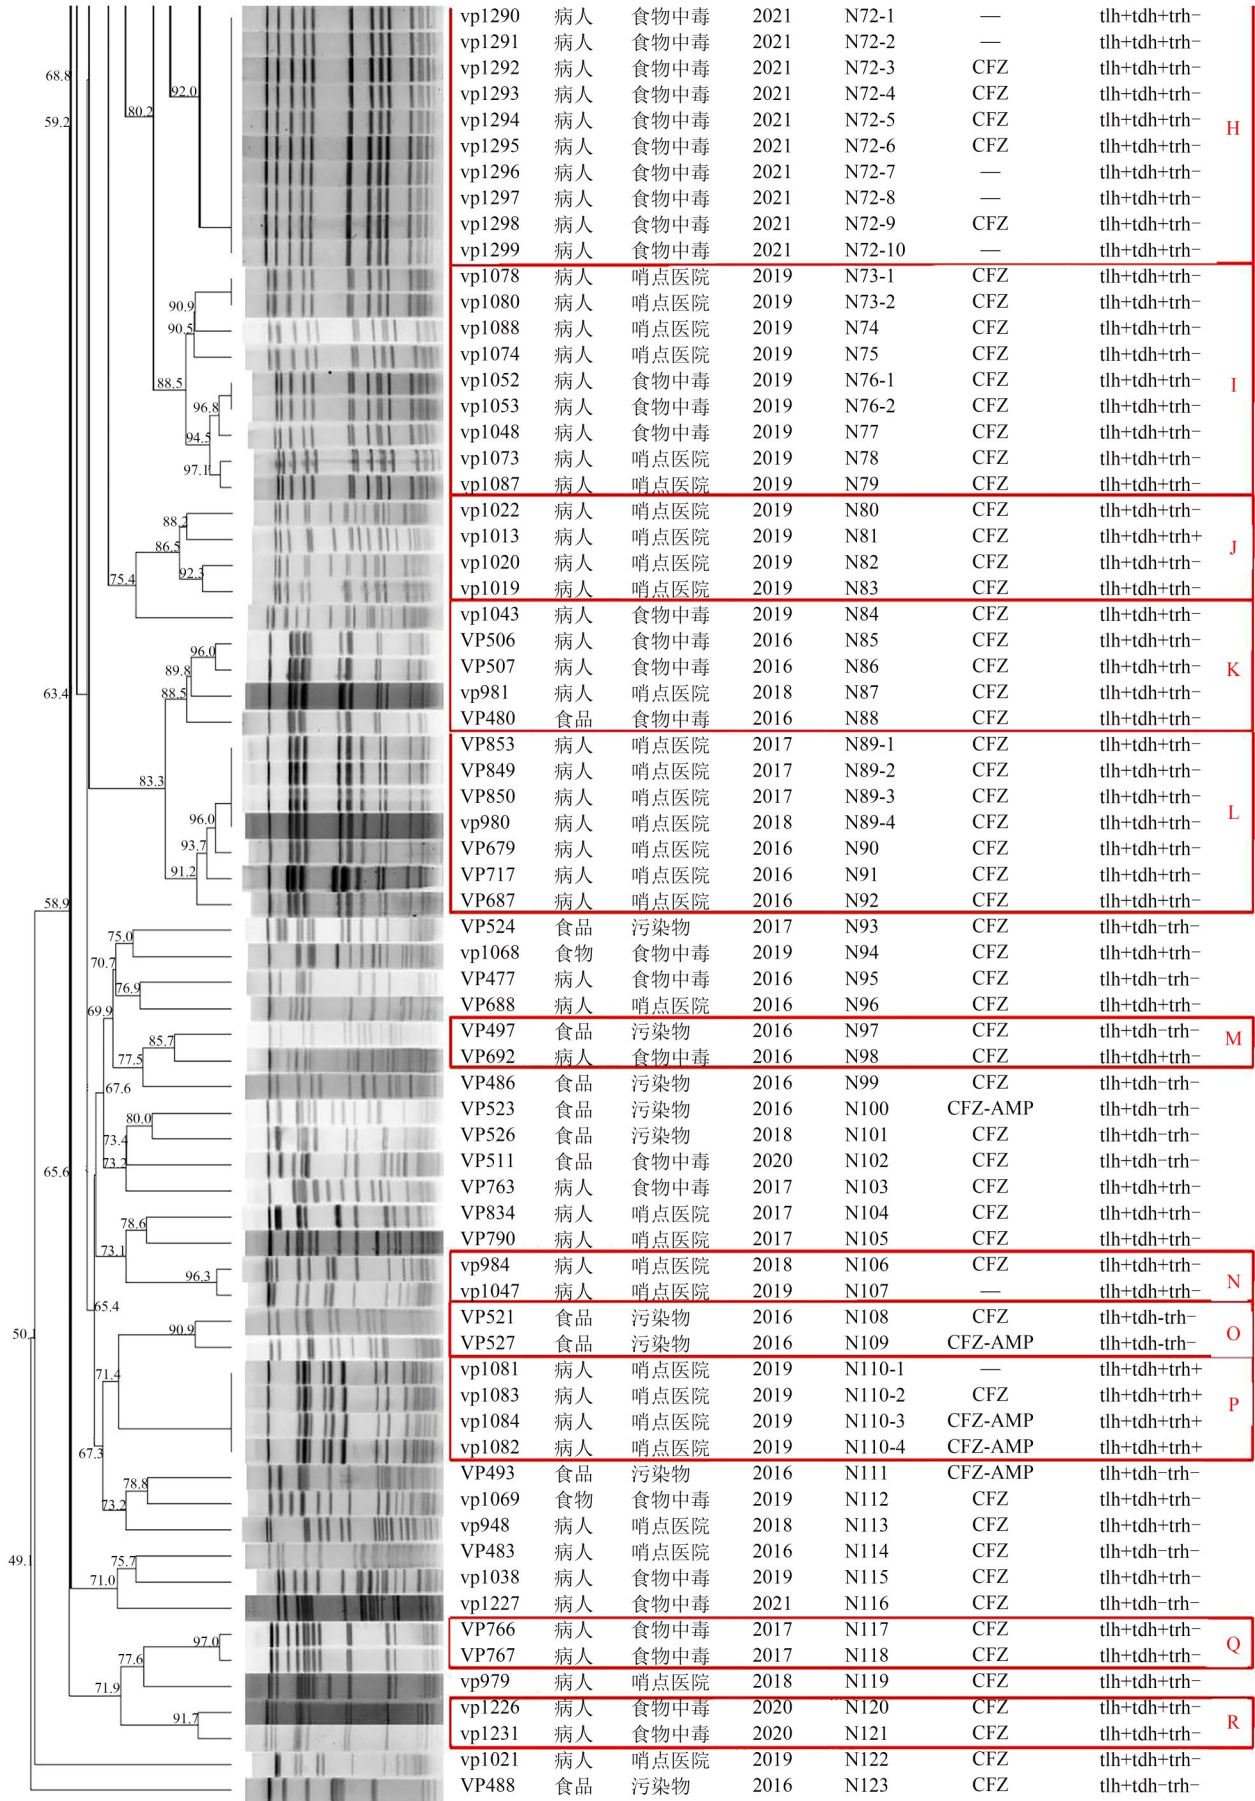 vp1290 病人 食物中毒 2021 N72-1 — tlh+tdh+trh−
vp1291 病人 食物中毒 2021 N72-2 — tlh+tdh+trh−
68.8 vp1292 病人 食物中毒 2021 N72-3 CFZ tlh+tdh+trh−
92.0 vp1293 病人 食物中毒 2021 N72-4 CFZ tlh+tdh+trh−
59.2 80.2 vp1294 病人 食物中毒 2021 N72-5 CFZ tlh+tdh+trh− H
vp1295 病人 食物中毒 2021 N72-6 CFZ tlh+tdh+trh−
vp1296 病人 食物中毒 2021 N72-7 — tlh+tdh+trh−
vp1297 病人 食物中毒 2021 N72-8 — tlh+tdh+trh−
vp1298 病人 食物中毒 2021 N72-9 CFZ tlh+tdh+trh−
vp1299 病人 食物中毒 2021 N72-10 — tlh+tdh+trh−
vp1078 病人 哨点医院 2019 N73-1 CFZ tlh+tdh+trh−
90.9 vp1080 病人 哨点医院 2019 N73-2 CFZ tlh+tdh+trh−
90.5 vp1088 病人 哨点医院 2019 N74 CFZ tlh+tdh+trh−
vp1074 病人 哨点医院 2019 N75 CFZ tlh+tdh+trh−
88.5 vp1052 病人 食物中毒 2019 N76-1 CFZ tlh+tdh+trh− I
96.8 vp1053 病人 食物中毒 2019 N76-2 CFZ tlh+tdh+trh−
94.5 vp1048 病人 食物中毒 2019 N77 CFZ tlh+tdh+trh−
97.1 vp1073 病人 哨点医院 2019 N78 CFZ tlh+tdh+trh−
vp1087 病人 哨点医院 2019 N79 CFZ tlh+tdh+trh−
88.2 vp1022 病人 哨点医院 2019 N80 CFZ tlh+tdh+trh−
86.5 vp1013 病人 哨点医院 2019 N81 CFZ tlh+tdh+trh+ J
92.3 vp1020 病人 哨点医院 2019 N82 CFZ tlh+tdh+trh−
75.4 vp1019 病人 哨点医院 2019 N83 CFZ tlh+tdh+trh−
vp1043 病人 食物中毒 2019 N84 CFZ tlh+tdh+trh−
96.0 VP506 病人 食物中毒 2016 N85 CFZ tlh+tdh+trh−
89.8 VP507 病人 食物中毒 2016 N86 CFZ tlh+tdh+trh− K
63.4 88.5 vp981 病人 哨点医院 2018 N87 CFZ tlh+tdh+trh−
VP480 食品 食物中毒 2016 N88 CFZ tlh+tdh+trh−
VP853 病人 哨点医院 2017 N89-1 CFZ tlh+tdh+trh−
83.3 VP849 病人 哨点医院 2017 N89-2 CFZ tlh+tdh+trh−
VP850 病人 哨点医院 2017 N89-3 CFZ tlh+tdh+trh− L
96.0 vp980 病人 哨点医院 2018 N89-4 CFZ tlh+tdh+trh−
93.7 VP679 病人 哨点医院 2016 N90 CFZ tlh+tdh+trh−
91.2 VP717 病人 哨点医院 2016 N91 CFZ tlh+tdh+trh−
58.9 VP687 病人 哨点医院 2016 N92 CFZ tlh+tdh+trh−
75.0 VP524 食品 污染物 2017 N93 CFZ tlh+tdh−trh−
70.7 vp1068 食物 食物中毒 2019 N94 CFZ tlh+tdh+trh−
76.9 VP477 病人 食物中毒 2016 N95 CFZ tlh+tdh-trh−
69.9 VP688 病人 哨点医院 2016 N96 CFZ tlh+tdh+trh−
85.7 VP497 食品 污染物 2016 N97 CFZ tlh+tdh−trh− M
77.5 VP692 病人 食物中毒 2016 N98 CFZ tlh+tdh+trh−
67.6 VP486 食品 污染物 2016 N99 CFZ tlh+tdh−trh−
80.0 VP523 食品 污染物 2016 N100 CFZ-AMP tlh+tdh−trh−
73.4 VP526 食品 污染物 2018 N101 CFZ tlh+tdh−trh−
65.6 73.2 VP511 食品 食物中毒 2020 N102 CFZ tlh+tdh−trh−
VP763 病人 食物中毒 2017 N103 CFZ tlh+tdh+trh−
78.6 VP834 病人 哨点医院 2017 N104 CFZ tlh+tdh+trh−
73.1 VP790 病人 哨点医院 2017 N105 CFZ tlh+tdh+trh−
96.3 vp984 病人 哨点医院 2018 N106 CFZ tlh+tdh+trh− N
65.4 vp1047 病人 哨点医院 2019 N107 — tlh+tdh+trh−
50.1 90.9 VP521 食品 污染物 2016 N108 CFZ tlh+tdh-trh− O
VP527 食品 污染物 2016 N109 CFZ-AMP tlh+tdh-trh−
71.4 vp1081 病人 哨点医院 2019 N110-1 — tlh+tdh+trh+
vp1083 病人 哨点医院 2019 N110-2 CFZ tlh+tdh+trh+ P
vp1084 病人 哨点医院 2019 N110-3 CFZ-AMP tlh+tdh+trh+
67.3 vp1082 病人 哨点医院 2019 N110-4 CFZ-AMP tlh+tdh+trh+
78.8 VP493 食品 污染物 2016 N111 CFZ-AMP tlh+tdh−trh−
73.2 vp1069 食物 食物中毒 2019 N112 CFZ tlh+tdh+trh−
vp948 病人 哨点医院 2018 N113 CFZ tlh+tdh+trh−
49.1 75.7 VP483 病人 哨点医院 2016 N114 CFZ tlh+tdh−trh−
71.0 vp1038 病人 食物中毒 2019 N115 CFZ tlh+tdh+trh−
vp1227 病人 食物中毒 2021 N116 CFZ tlh+tdh−trh−
97.0 VP766 病人 食物中毒 2017 N117 CFZ tlh+tdh+trh− Q
77.6 VP767 病人 食物中毒 2017 N118 CFZ tlh+tdh+trh−
71.9 vp979 病人 哨点医院 2018 N119 CFZ tlh+tdh+trh−
91.7 vp1226 病人 食物中毒 2020 N120 CFZ tlh+tdh+trh− R
vp1231 病人 食物中毒 2020 N121 CFZ tlh+tdh+trh−
vp1021 病人 哨点医院 2019 N122 CFZ tlh+tdh+trh−
VP488 食品 污染物 2016 N123 CFZ tlh+tdh−trh−